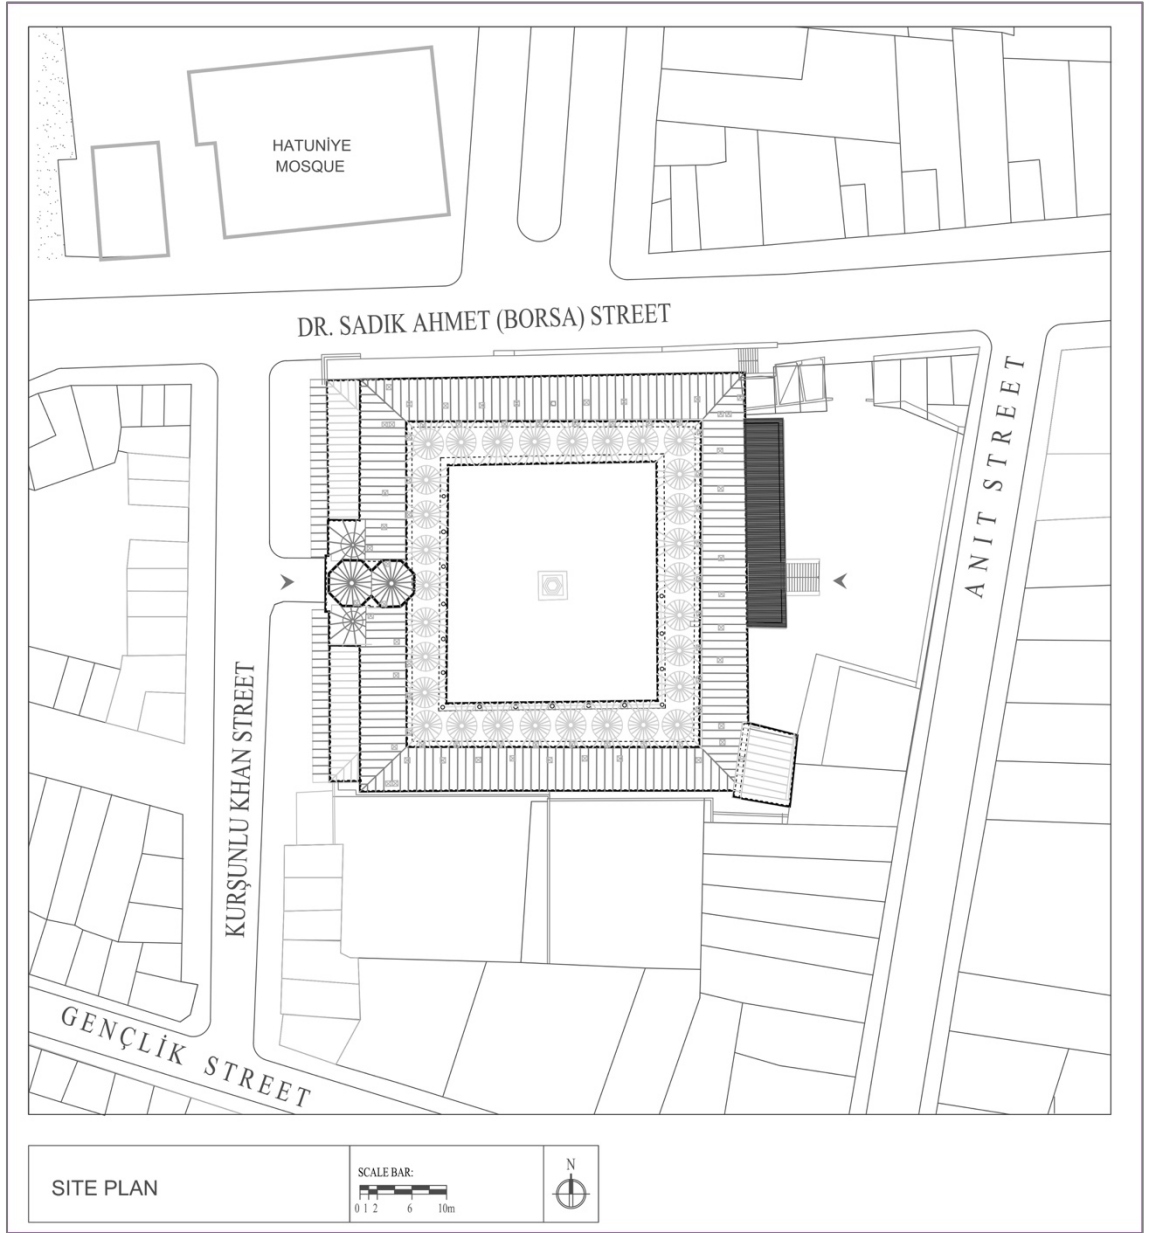 HATUNİYE
MOSQUE
DR. SADIK AHMET (BORSA) STREET
ANIT STREET
KURŞUNLU KHAN STREET
GENÇLİK STREET
SITE PLAN
SCALE BAR:
0 1 2 6 10m
N